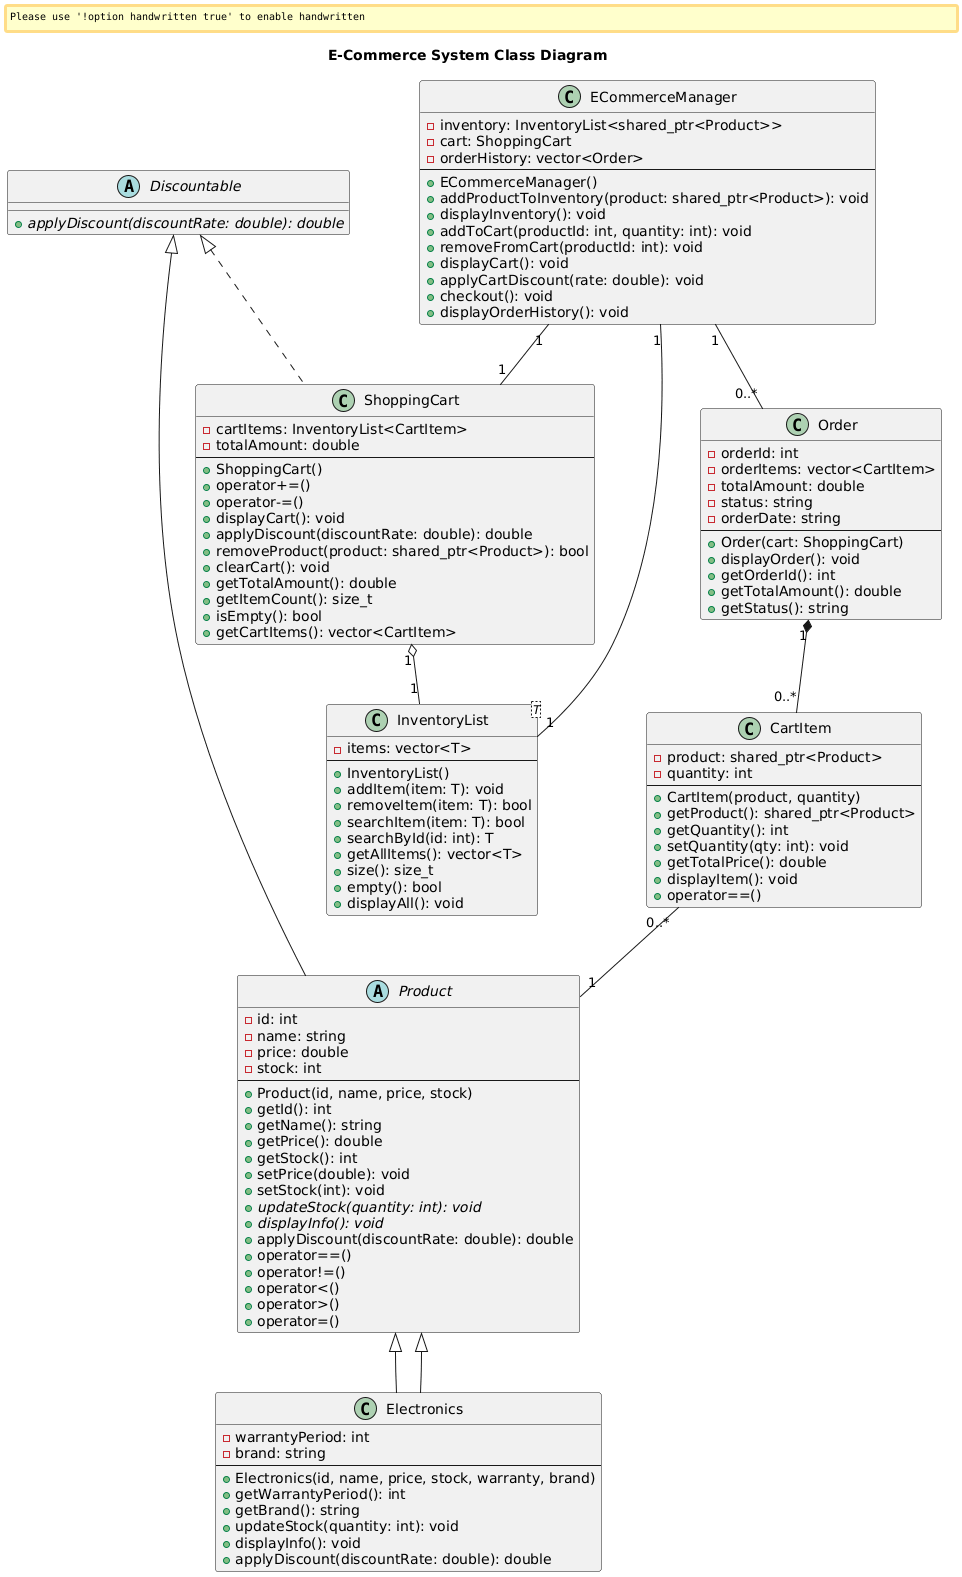 Please use '!option handwritten true' to enable handwritten
E-Commerce System Class Diagram
C ECommerceManager
inventory: InventoryList<shared_ptr<Product>>
cart: ShoppingCart
orderHistory: vector<Order>
ECommerceManager()
addProductToInventory(product: shared_ptr<Product>): void
displayInventory(): void
addToCart(productId: int, quantity: int): void
removeFromCart(productId: int): void
displayCart(): void
applyCartDiscount(rate: double): void
checkout(): void
displayOrderHistory(): void
A Discountable
applyDiscount(discountRate: double): double
1
1
1
1
0..*
C ShoppingCart
cartItems: InventoryList<CartItem>
totalAmount: double
ShoppingCart()
operator+=()
operator-=()
displayCart(): void
applyDiscount(discountRate: double): double
removeProduct(product: shared_ptr<Product>): bool
clearCart(): void
getTotalAmount(): double
getItemCount(): size_t
isEmpty(): bool
getCartItems(): vector<CartItem>
C Order
orderId: int
orderItems: vector<CartItem>
totalAmount: double
status: string
orderDate: string
Order(cart: ShoppingCart)
displayOrder(): void
getOrderId(): int
getTotalAmount(): double
getStatus(): string
1
1
1
0..*
C InventoryList
T
1
items: vector<T>
InventoryList()
addItem(item: T): void
removeItem(item: T): bool
searchItem(item: T): bool
searchById(id: int): T
getAllItems(): vector<T>
size(): size_t
empty(): bool
displayAll(): void
C CartItem
product: shared_ptr<Product>
quantity: int
CartItem(product, quantity)
getProduct(): shared_ptr<Product>
getQuantity(): int
setQuantity(qty: int): void
getTotalPrice(): double
displayItem(): void
operator==()
0..*
1
A Product
id: int
name: string
price: double
stock: int
Product(id, name, price, stock)
getId(): int
getName(): string
getPrice(): double
getStock(): int
setPrice(double): void
setStock(int): void
updateStock(quantity: int): void
displayInfo(): void
applyDiscount(discountRate: double): double
operator==()
operator!=()
operator<()
operator>()
operator=()
C Electronics
warrantyPeriod: int
brand: string
Electronics(id, name, price, stock, warranty, brand)
getWarrantyPeriod(): int
getBrand(): string
updateStock(quantity: int): void
displayInfo(): void
applyDiscount(discountRate: double): double